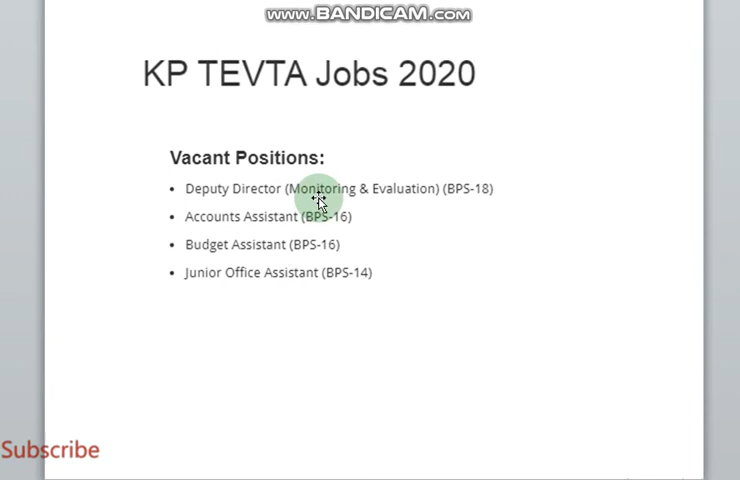 www.BANDICAM.com
KP TEVTA Jobs 2020
Vacant Positions:
• Deputy Director (Monitoring & Evaluation) (BPS-18)
• Accounts Assistant (BPS-16)
• Budget Assistant (BPS-16)
• Junior Office Assistant (BPS-14)
Subscribe